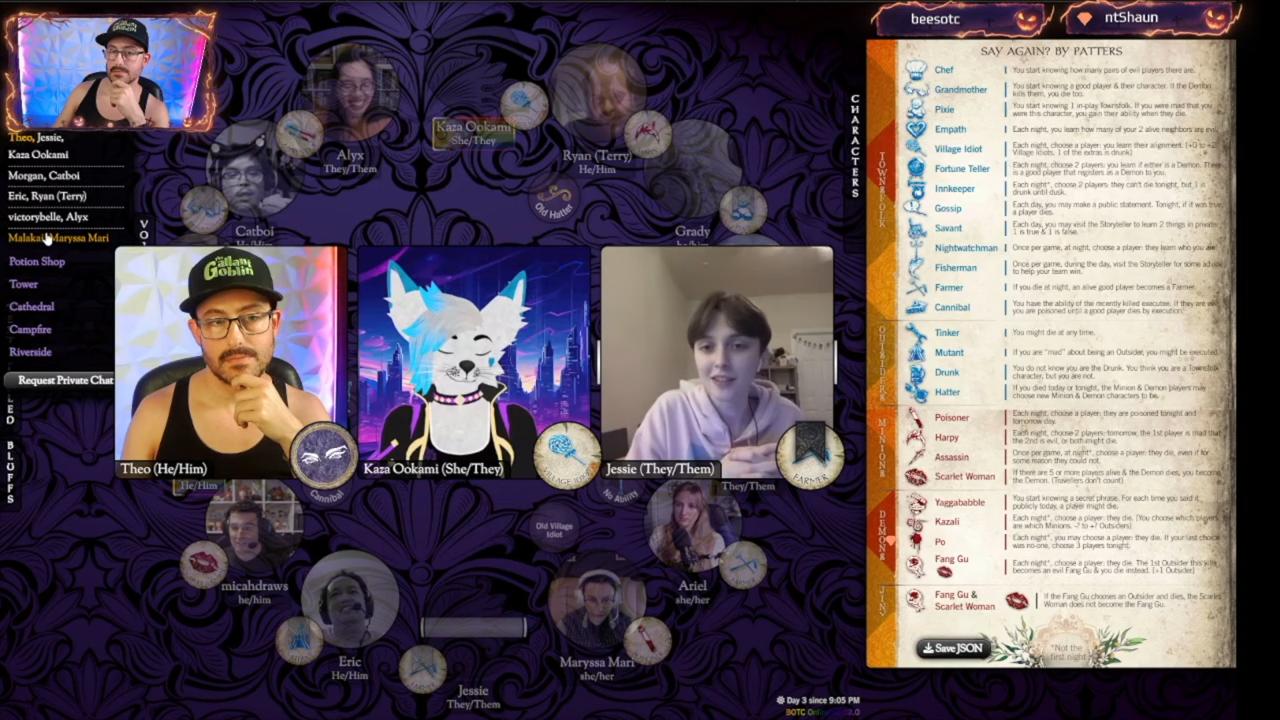 beesotc
ntShaun
Theo, Jessie,
Kaza Ookami
Morgan, Catboi
Eric, Ryan (Terry)
victorybelle, Alyx
Maryssa Mari
Potion Shop
Tower
Cathedral
Campfire
Riverside
Request Private Chat
BLUFFS
Alyx
They/Them
Kaza Ookami
She/They
Ryan (Terry)
He/Him
Old Hatter
Catboi
Grady
CHARACTERS
Theo (He/Him)
Cannibal
Kaza Ookami (She/They)
Jessie (They/Them)
FARMER
He/Him
No Ability
They/Them
Old Village
Idiot
micahdraws
he/him
Ariel
she/her
Eric
He/Him
Maryssa Mari
she/her
Jessie
They/Them
Day 3 since 9:05 PM
SAY AGAIN? BY PATTERS
TOWNSFOLK
Chef You start knowing how many pairs of evil players there are.
Grandmother You start knowing a good player & their character. If the Demon
kills them, you die too.
Pixie You start knowing 1 in-play Townsfolk. If you were mad that you
were this character, you gain their ability when they die.
Empath Each night, you learn how many of your 2 alive neighbors are evil.
Village Idiot Each night, choose a player: you learn their alignment. [+0 to +2
Village Idiots. 1 of the extras is drunk]
Fortune Teller Each night, choose 2 players: you learn if either is a Demon. There
is a good player that registers as a Demon to you.
Innkeeper Each night*, choose 2 players: they can't die tonight, but 1 is
drunk until dusk.
Gossip Each day, you may make a public statement. Tonight, if it was true,
a player dies.
Savant Each day, you may visit the Storyteller to learn 2 things in private:
1 is true & 1 is false.
Nightwatchman Once per game, at night, choose a player: they learn who you are.
Fisherman Once per game, during the day, visit the Storyteller for some advice
to help your team win.
Farmer If you die at night, an alive good player becomes a Farmer.
Cannibal You have the ability of the recently killed executee. If they are evil,
you are poisoned until a good player dies by execution.
OUTSIDERS
Tinker You might die at any time.
Mutant If you are "mad" about being an Outsider, you might be executed.
Drunk You do not know you are the Drunk. You think you are a Townsfolk
character, but you are not.
Hatter If you died today or tonight, the Minion & Demon players may
choose new Minion & Demon characters to be.
MINIONS
Poisoner Each night, choose a player: they are poisoned tonight and
tomorrow day.
Harpy Each night, choose 2 players: tomorrow, the 1st player is mad that
the 2nd is evil, or both might die.
Assassin Once per game, at night*, choose a player: they die, even if for
some reason they could not.
Scarlet Woman If there are 5 or more players alive & the Demon dies, you become
the Demon. (Travellers don't count)
DEMONS
Yaggababble You start knowing a secret phrase. For each time you said it
publicly today, a player might die.
Kazali Each night*, choose a player: they die. [You choose which players
are which Minions. -? to +? Outsiders]
Po Each night*, you may choose a player: they die. If your last choice
was no-one, choose 3 players tonight.
Fang Gu Each night*, choose a player: they die. The 1st Outsider this kills
becomes an evil Fang Gu & you die instead. [+1 Outsider]
Fang Gu &
Scarlet Woman If the Fang Gu chooses an Outsider and dies, the Scarlet
Woman does not become the Fang Gu.
Save JSON
*Not the
first night